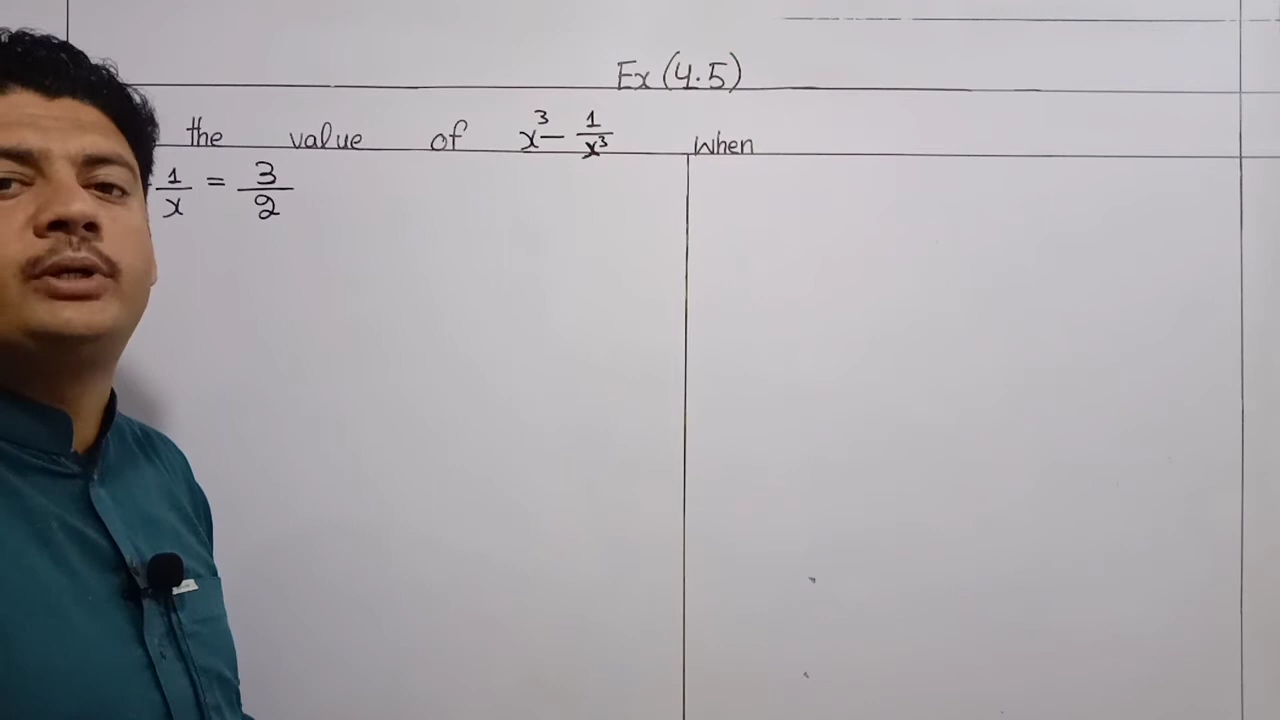 Ex (4.5)
the value of x³ - 1/x³ when
1/x = 3/2